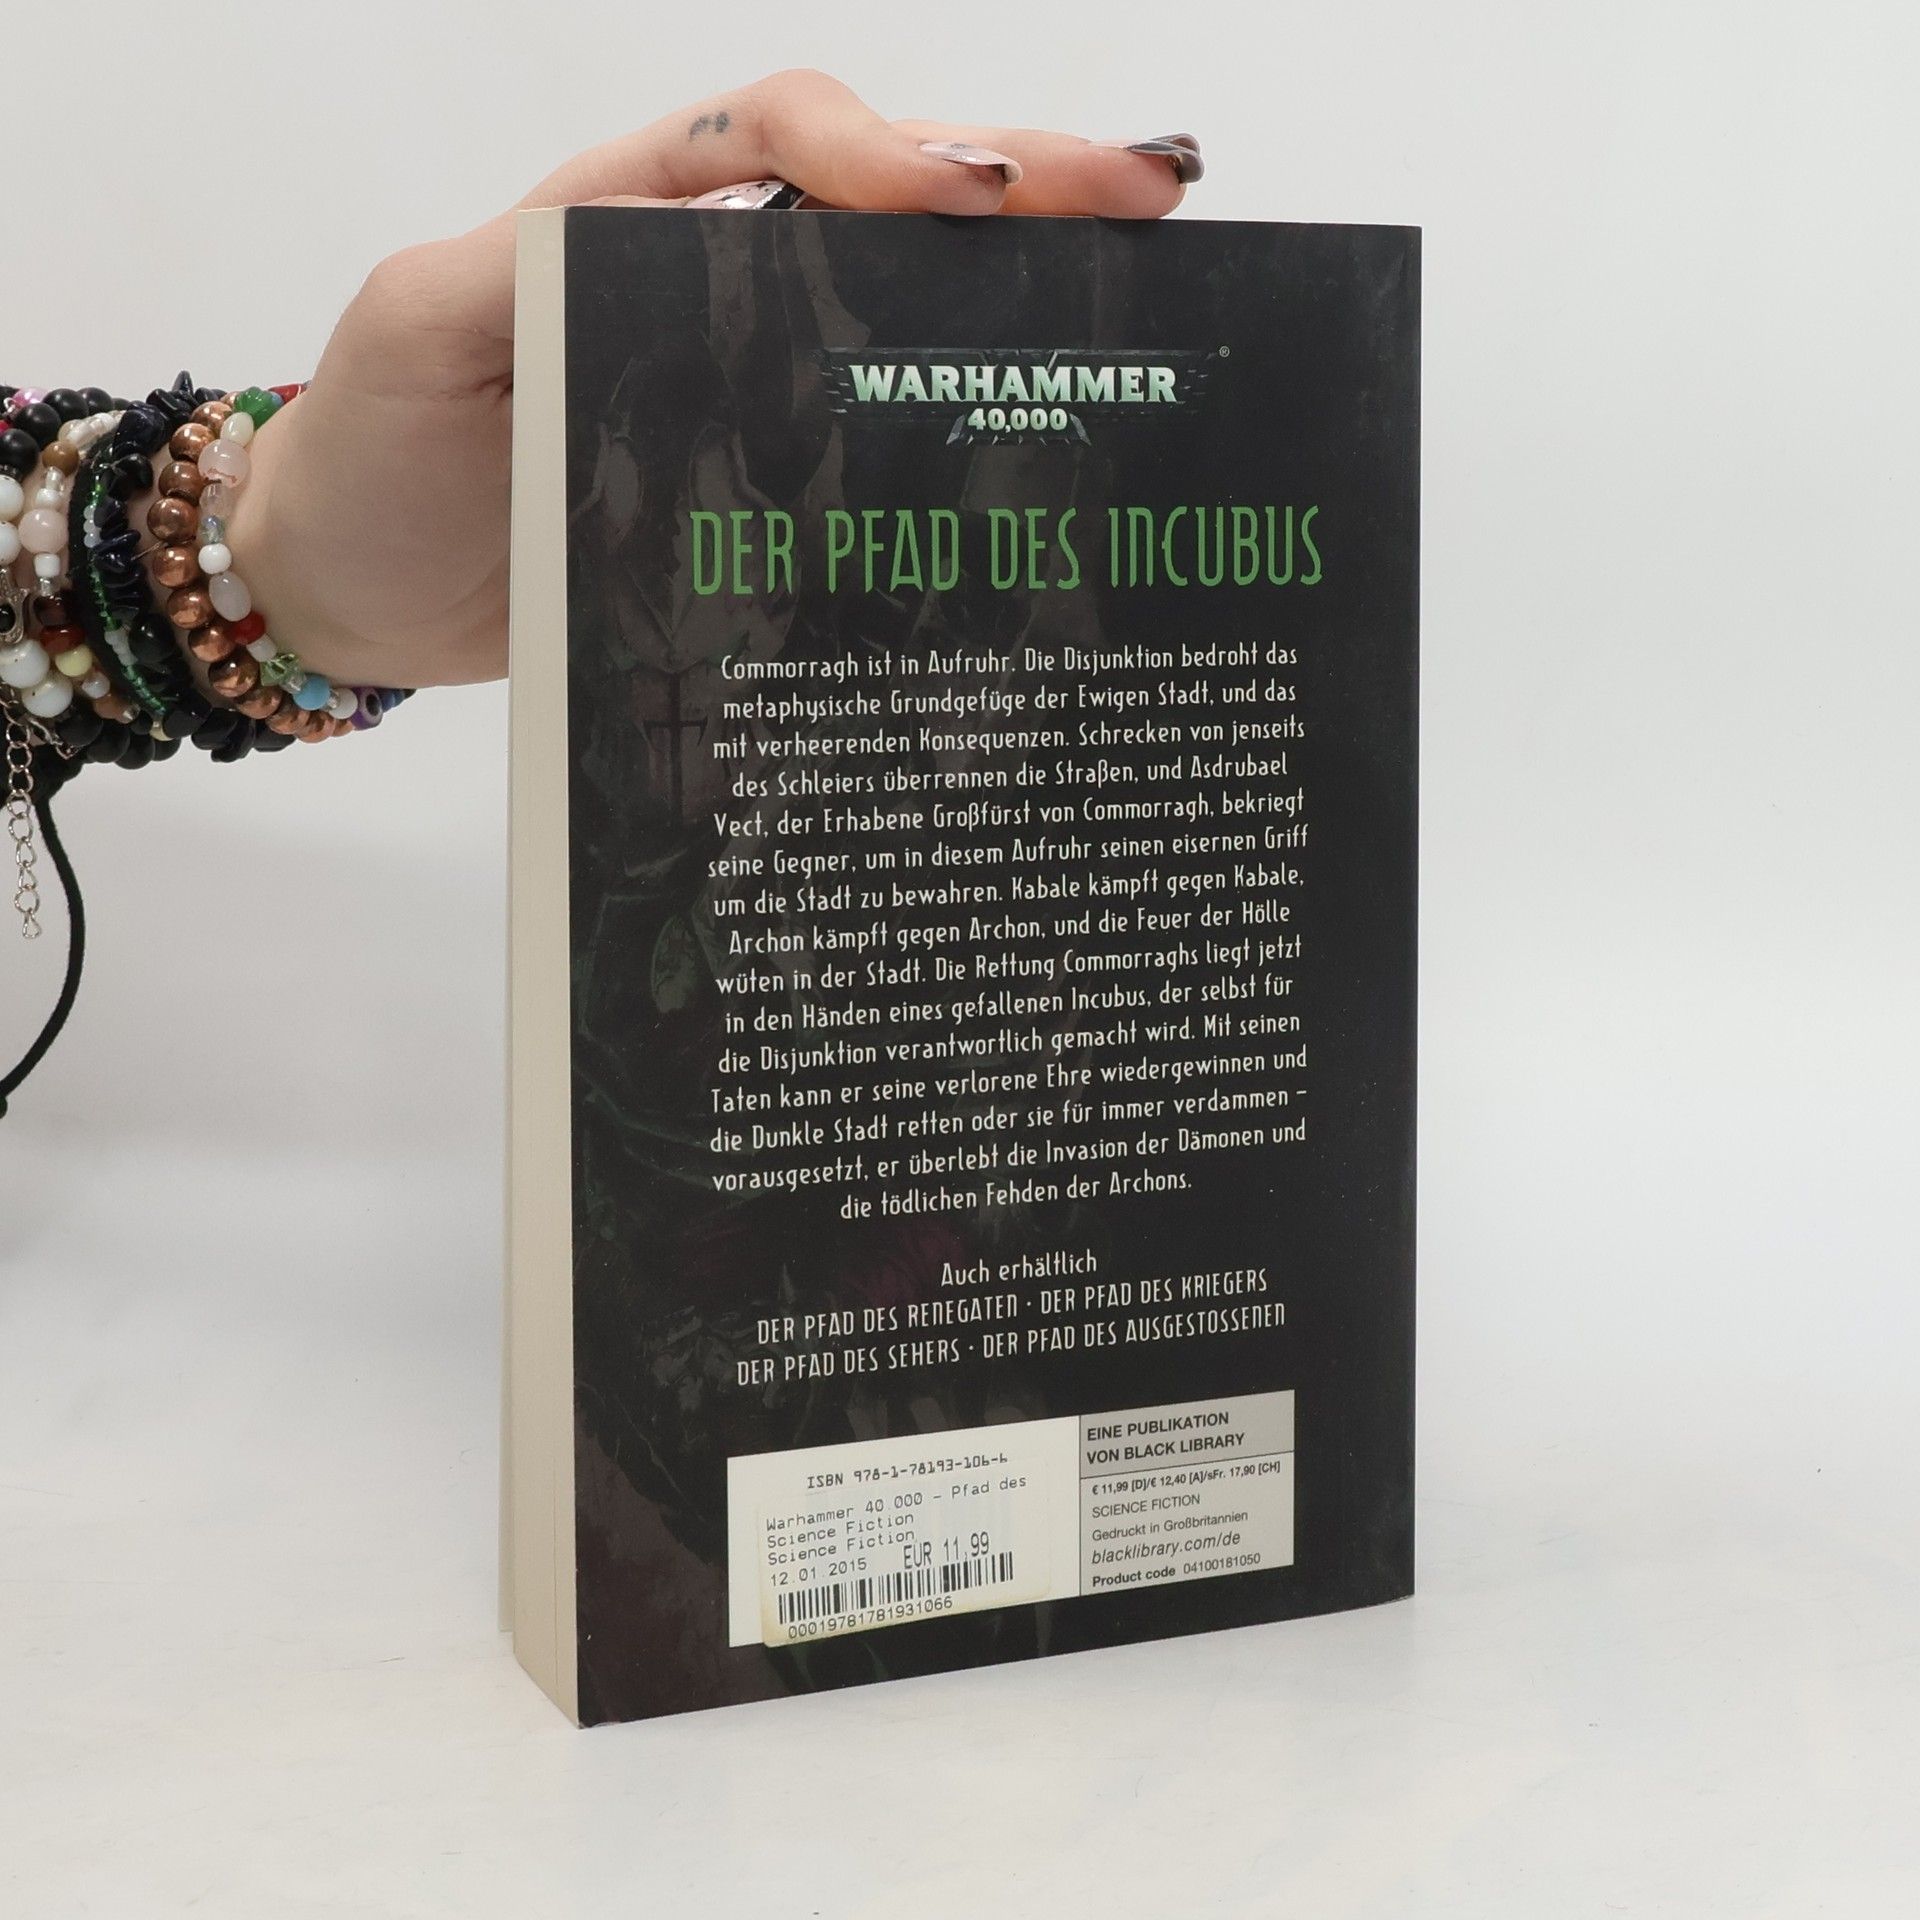 WARHAMMER®
40,000
DER PFAD DES INCUBUS
Commorragh ist in Aufruhr. Die Disjunktion bedroht das
metaphysische Grundgefüge der Ewigen Stadt, und das
mit verheerenden Konsequenzen. Schrecken von jenseits
des Schleiers überrennen die Straßen, und Asdrubael
Vect, der Erhabene Großfürst von Commorragh, bekriegt
seine Gegner, um in diesem Aufruhr seinen eisernen Griff
um die Stadt zu bewahren. Kabale kämpft gegen Kabale,
Archon kämpft gegen Archon, und die Feuer der Hölle
wüten in der Stadt. Die Rettung Commorraghs liegt jetzt
in den Händen eines gefallenen Incubus, der selbst für
die Disjunktion verantwortlich gemacht wird. Mit seinen
Taten kann er seine verlorene Ehre wiedergewinnen und
die Dunkle Stadt retten oder sie für immer verdammen –
vorausgesetzt, er überlebt die Invasion der Dämonen und
die tödlichen Fehden der Archons.
Auch erhältlich
DER PFAD DES RENEGATEN · DER PFAD DES KRIEGERS
DER PFAD DES SEHERS · DER PFAD DES AUSGESTOSSENEN
ISBN 978-1-78193-106-6
Warhammer 40.000 - Pfad des
Science Fiction
Science Fiction
12.01.2015 EUR 11,99
00019781781931066
EINE PUBLIKATION
VON BLACK LIBRARY
€ 11,99 [D]/€ 12,40 [A]/sFr. 17,90 [CH]
SCIENCE FICTION
Gedruckt in Großbritannien
blacklibrary.com/de
Product code 04100181050